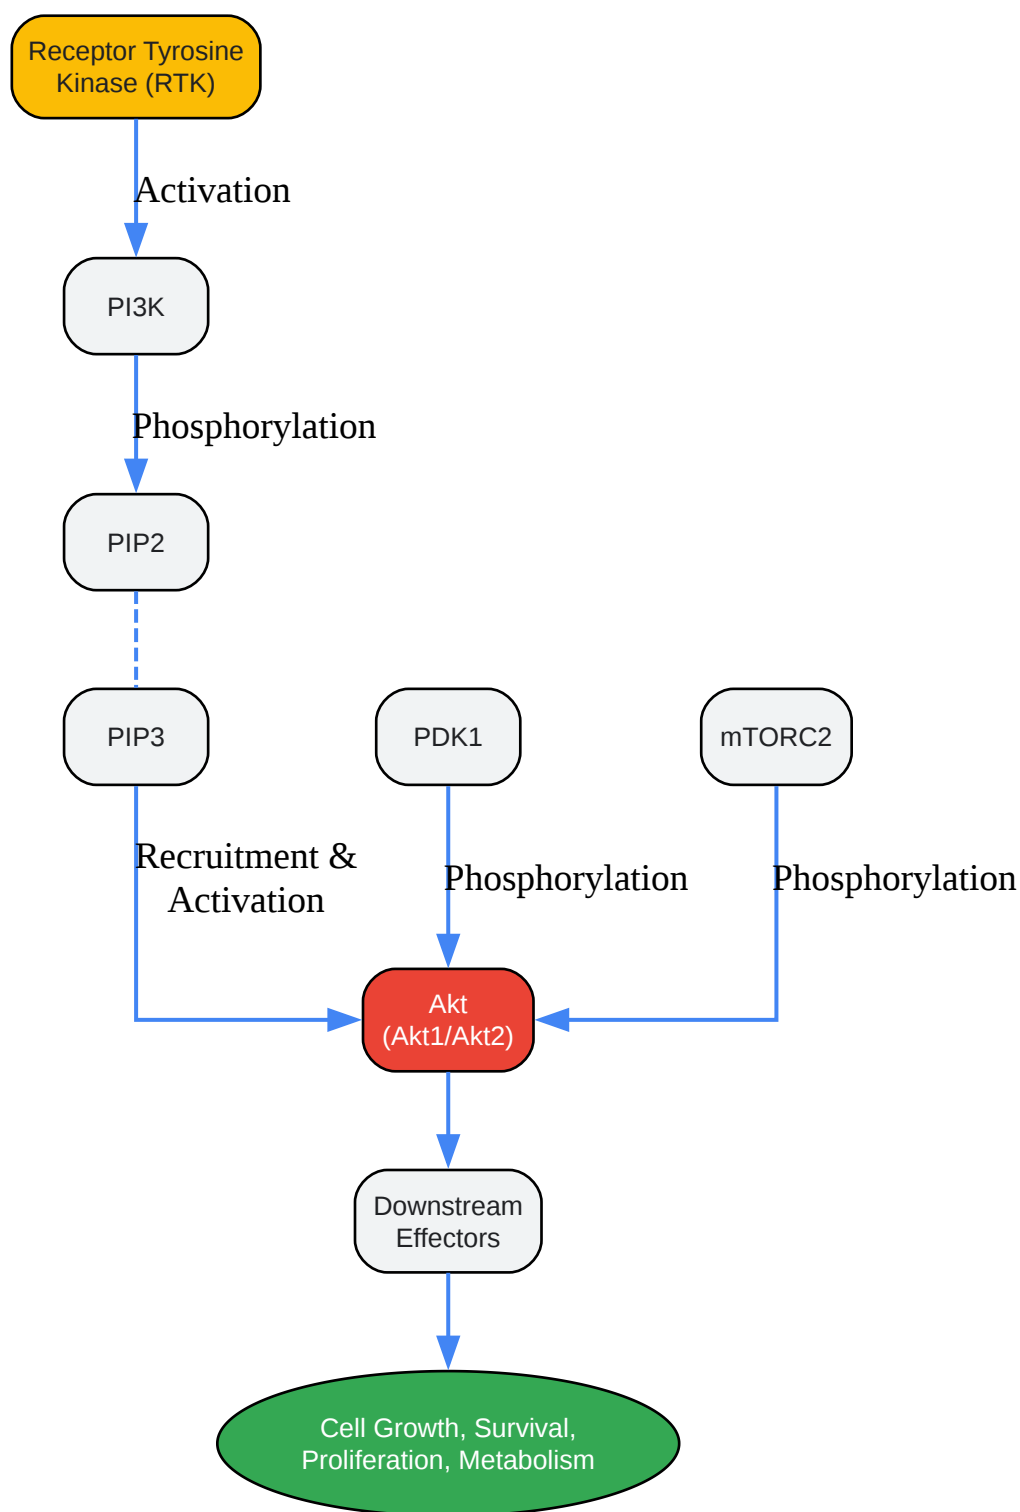 Receptor Tyrosine
Kinase (RTK)
Activation
PI3K
Phosphorylation
PIP2
PIP3
PDK1
mTORC2
Recruitment &
Activation
Phosphorylation
Phosphorylation
Akt
(Akt1/Akt2)
Downstream
Effectors
Cell Growth, Survival,
Proliferation, Metabolism